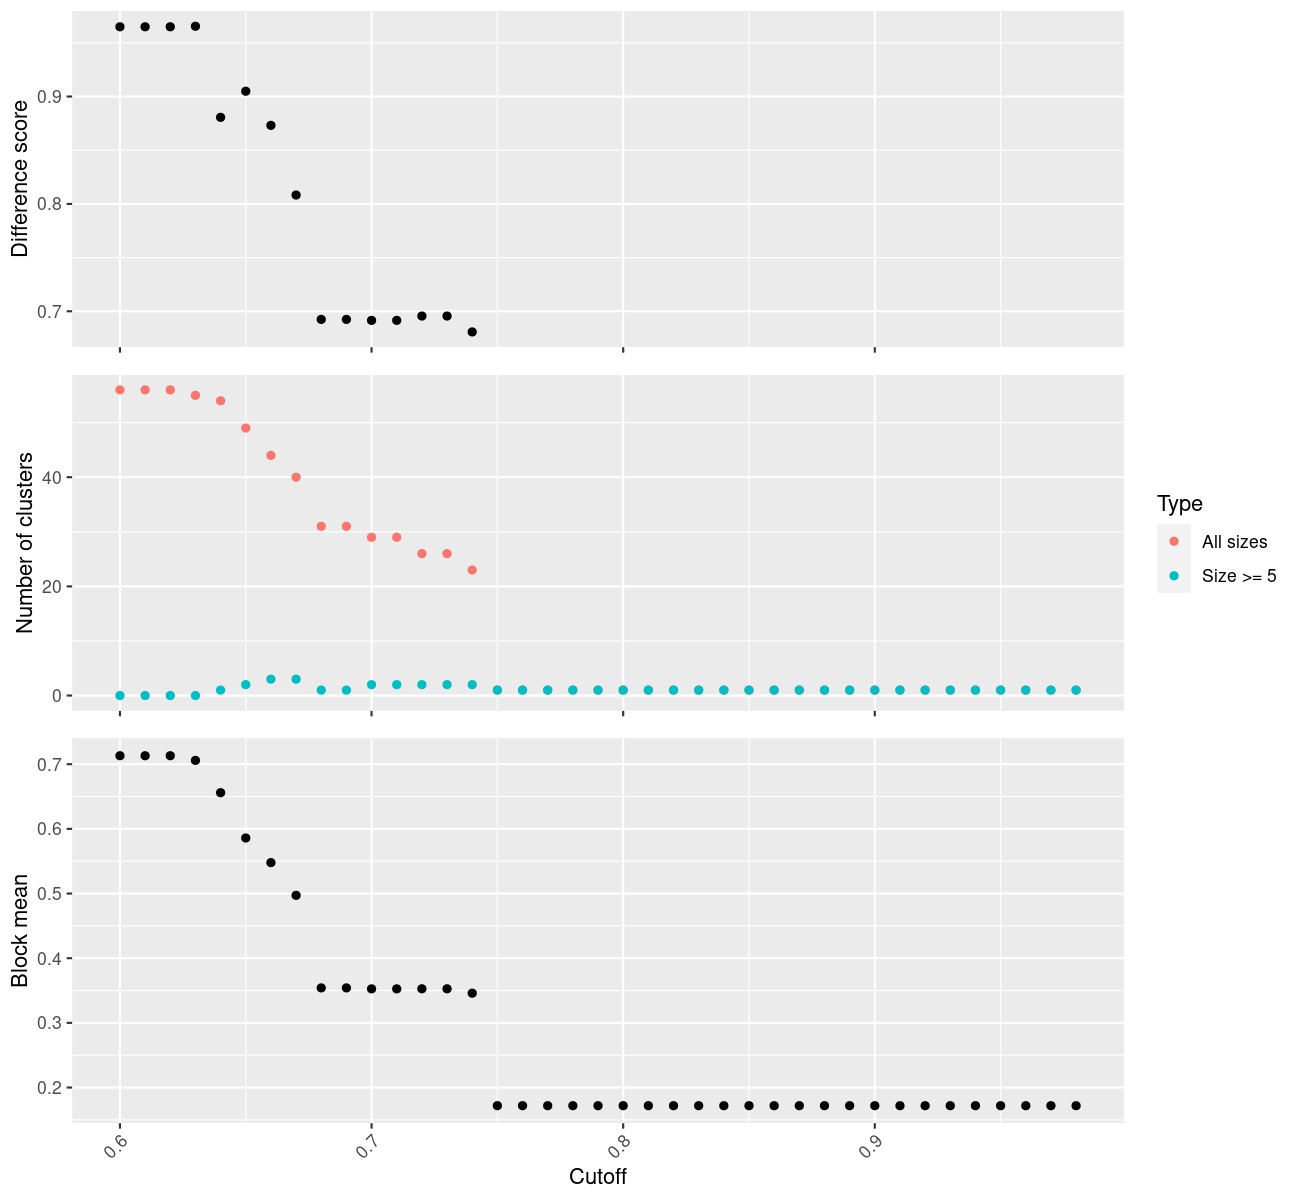 Difference score
0.9
0.8
0.7
Number of clusters
40
20
0
Type
All sizes
Size >= 5
Block mean
0.7
0.6
0.5
0.4
0.3
0.2
0.6
0.7
0.8
0.9
Cutoff